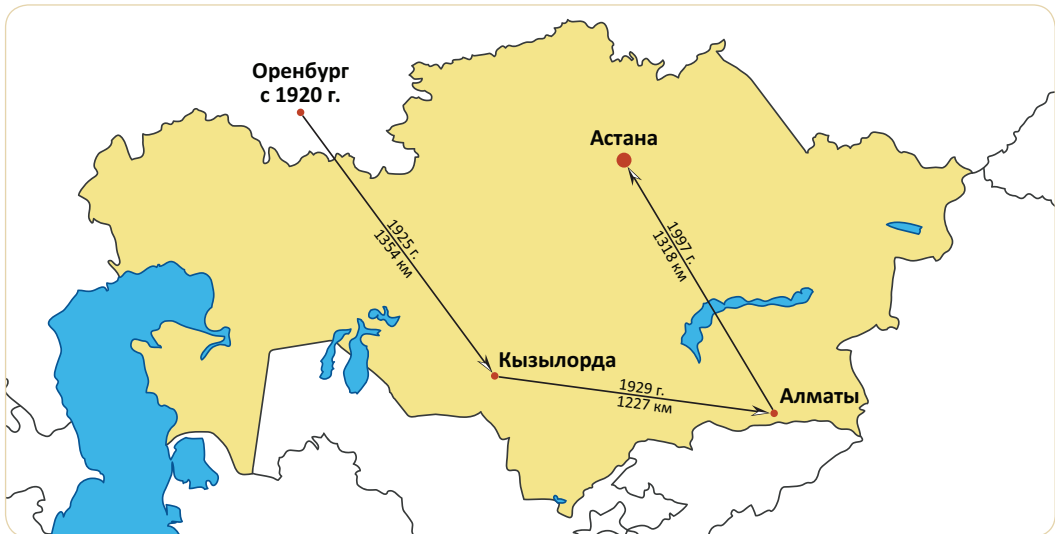 Оренбург
с 1920 г.
Астана
1925 г.
1354 км
1997 г.
1318 км
Кызылорда
1929 г.
1227 км
Алматы